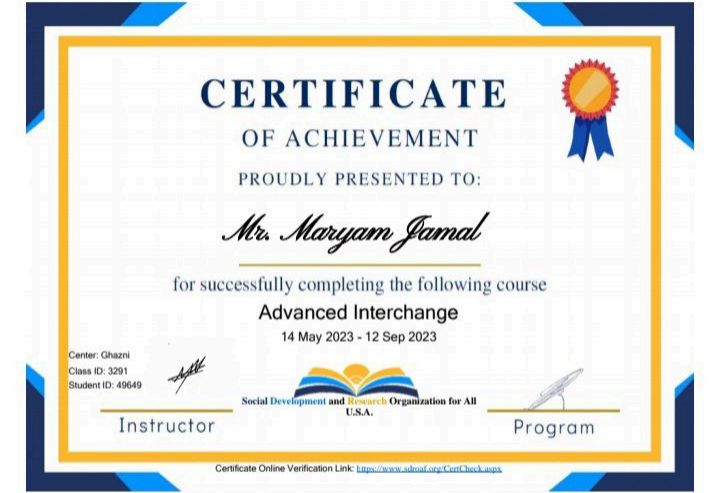 CERTIFICATE
OF ACHIEVEMENT
PROUDLY PRESENTED TO:
Mr. Maryam Jamal
for successfully completing the following course
Advanced Interchange
14 May 2023 - 12 Sep 2023
Center: Ghazni
Class ID: 3291
Student ID: 49649
Social Development and Research Organization for All
U.S.A.
Instructor
Program
Certificate Online Verification Link: https://www.sdroaf.org/CertCheck.aspx